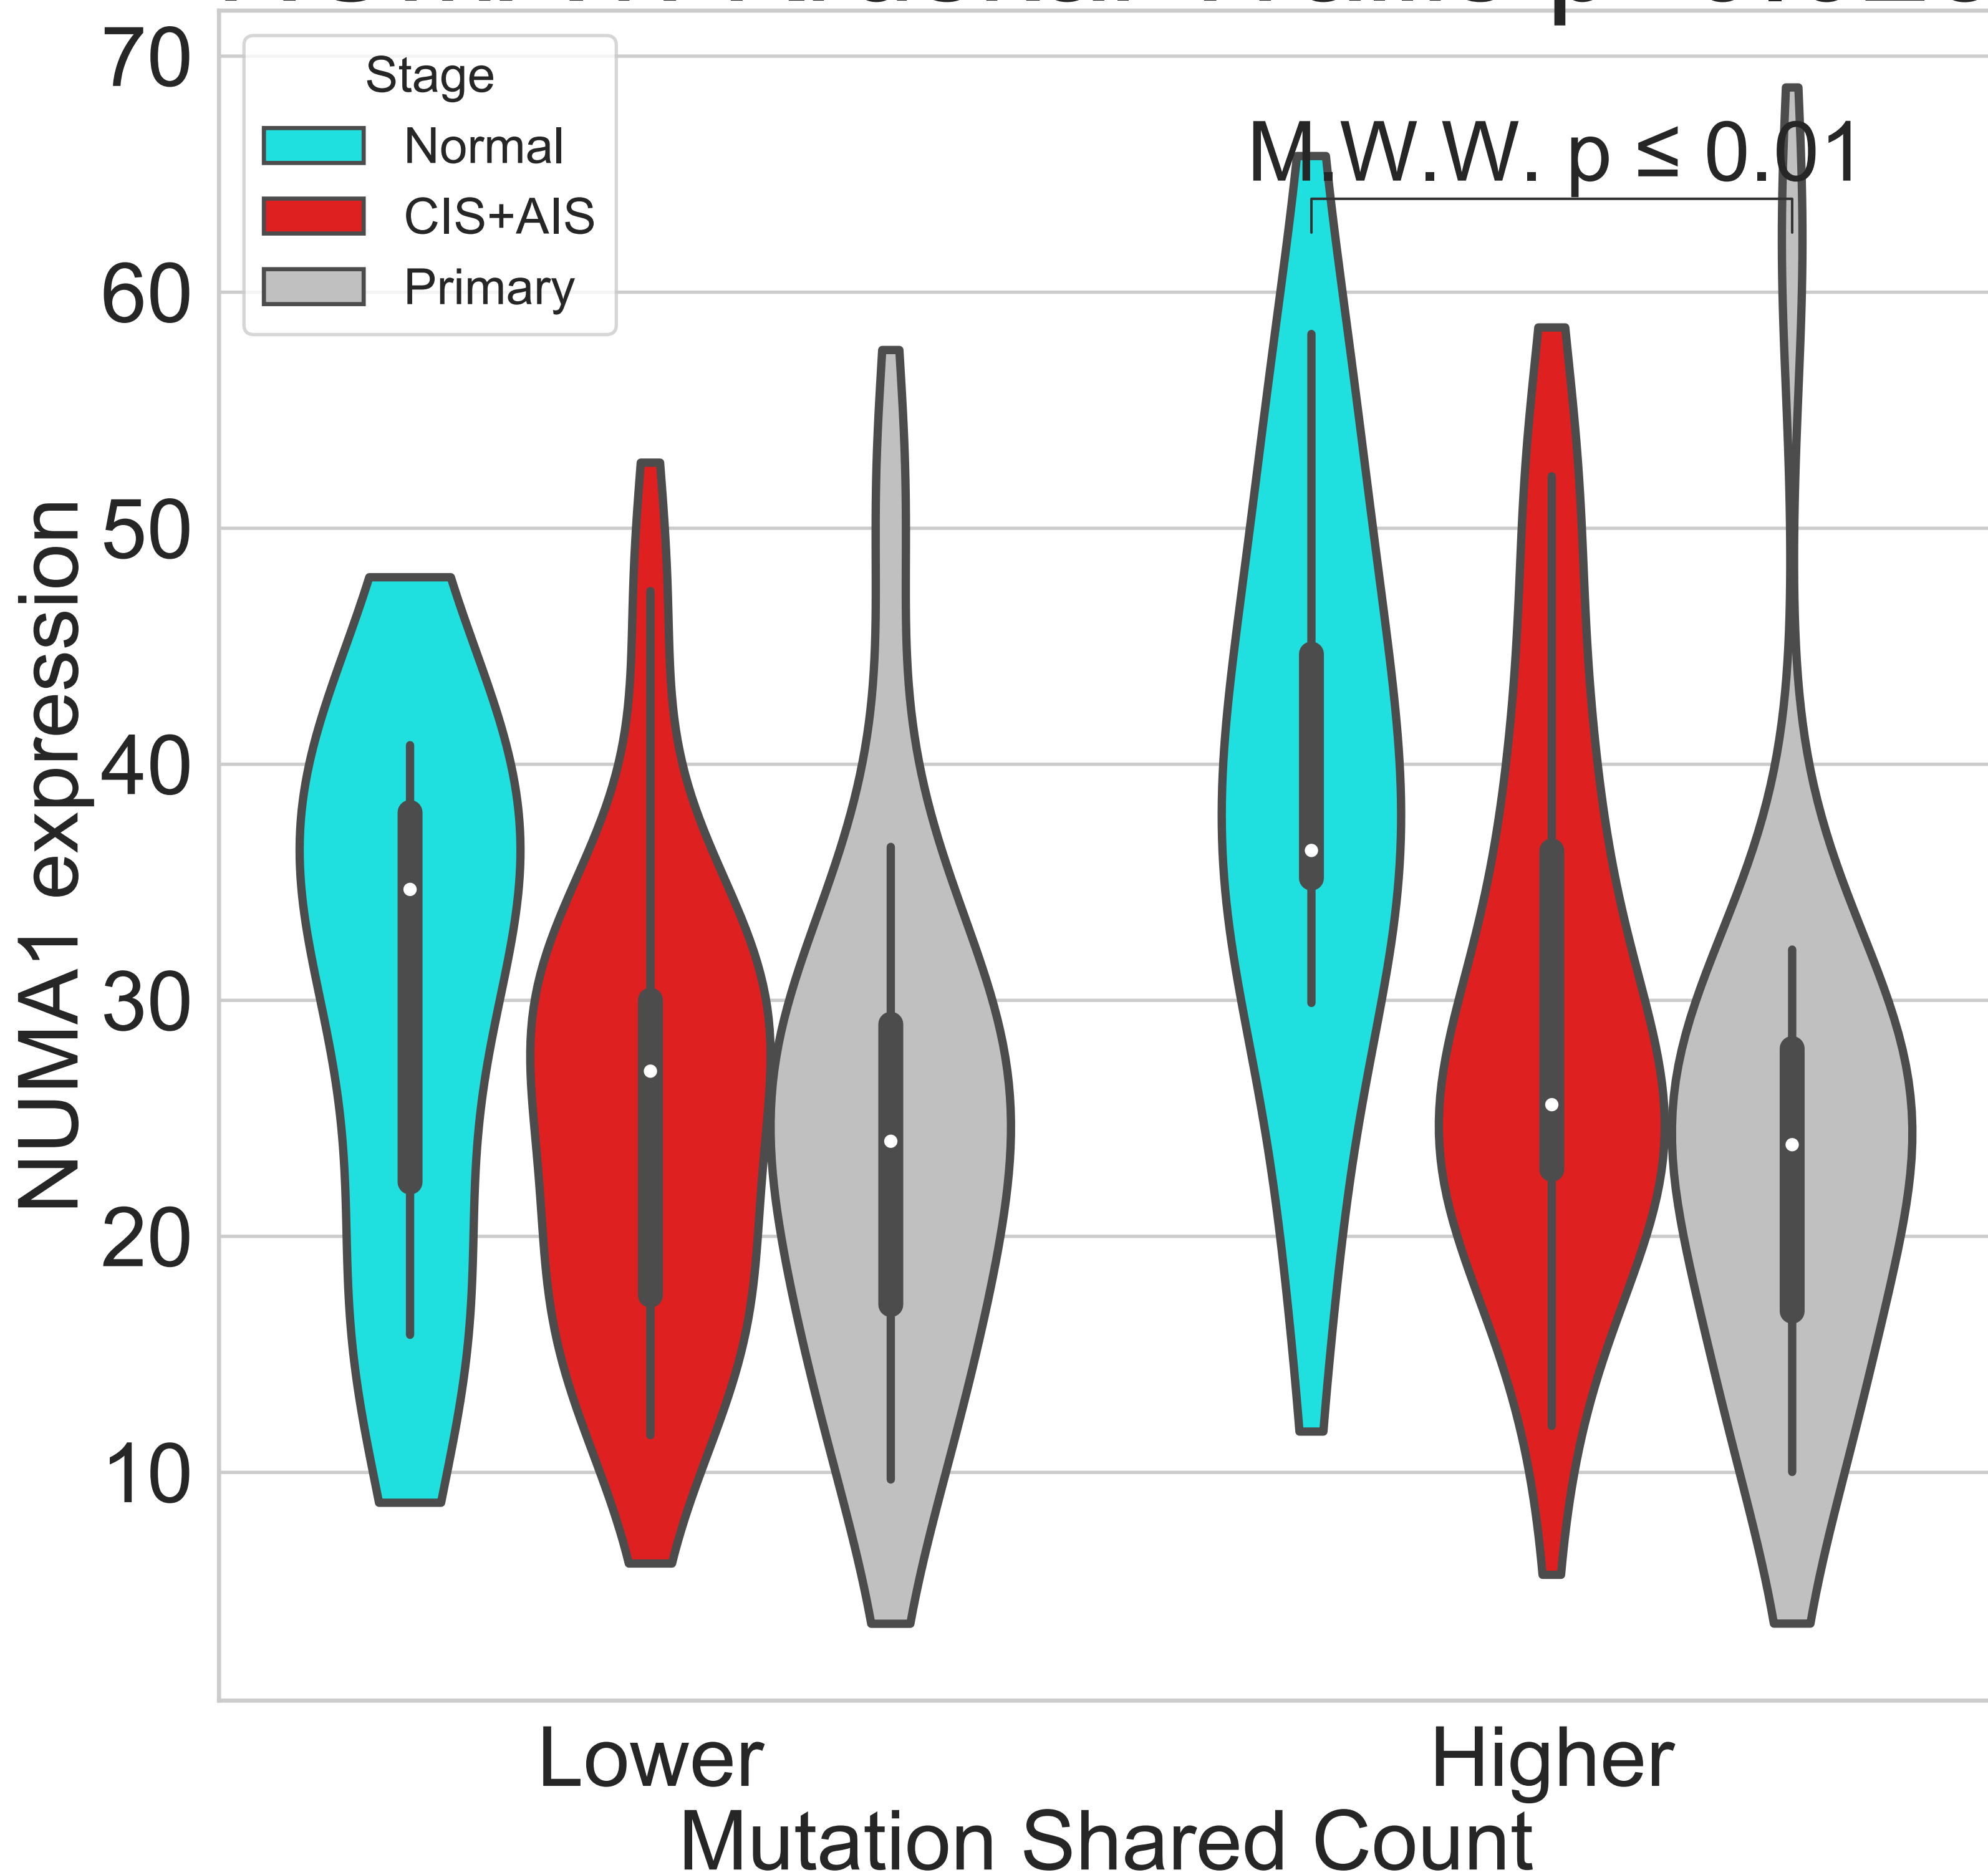 70
60
50
40
30
20
10
NUMA1 expression
Stage
Normal
CIS+AIS
Primary
M.W.W. p ≤ 0.01
Lower
Higher
Mutation Shared Count